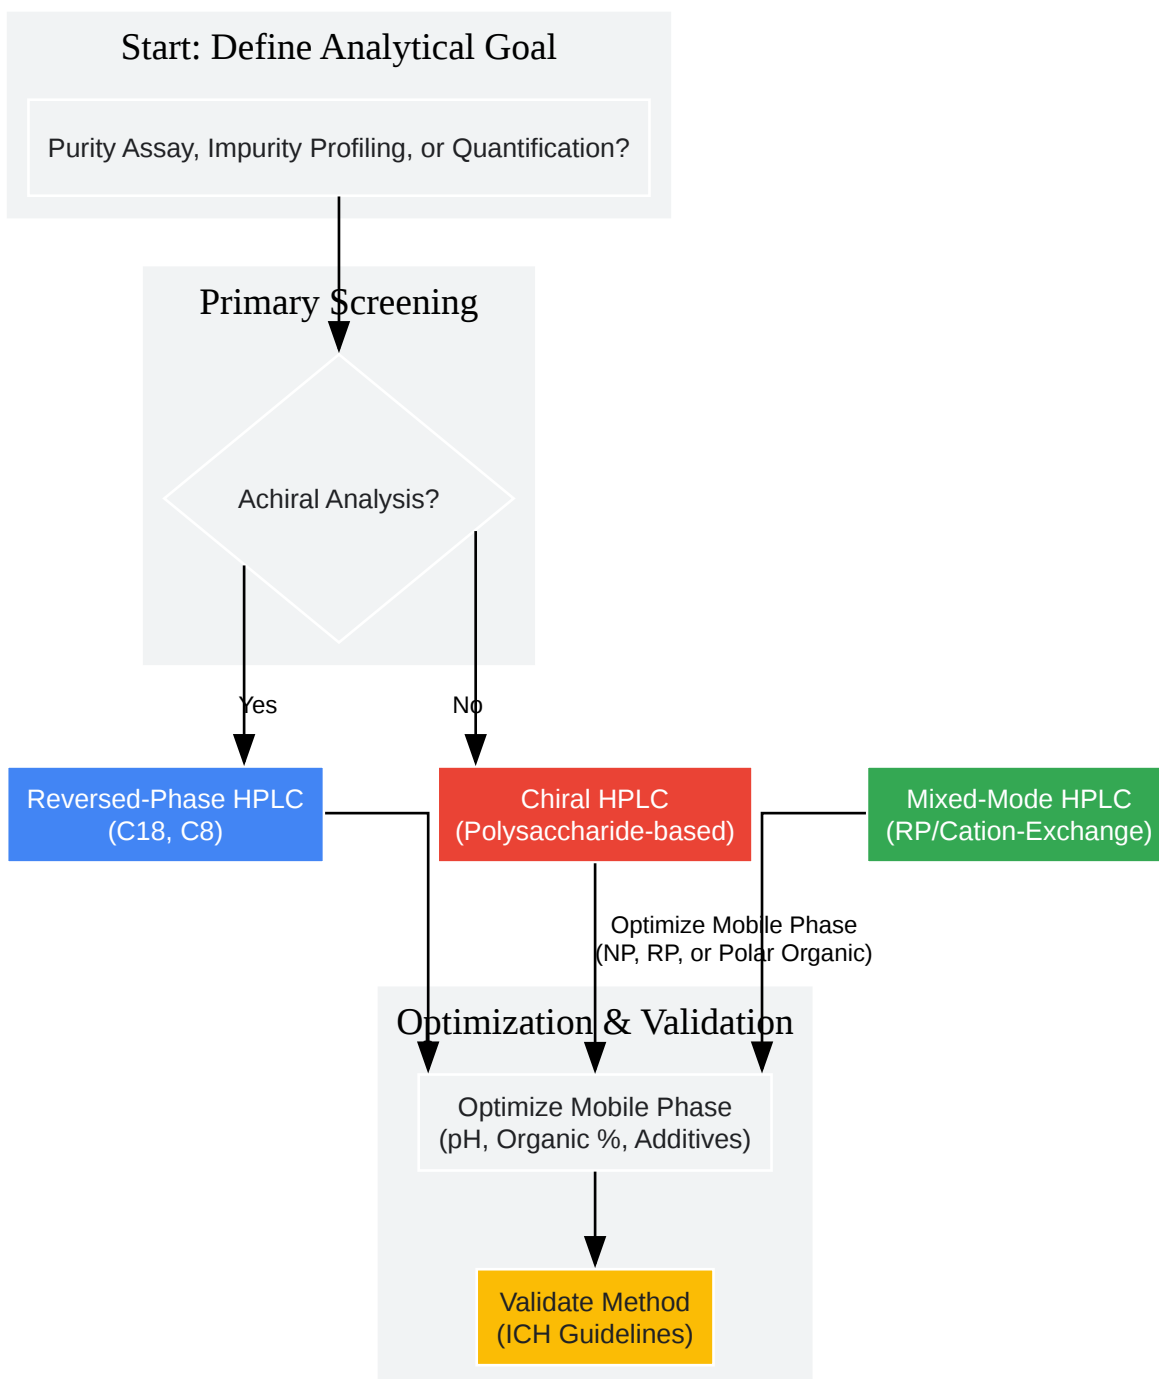 Start: Define Analytical Goal
Purity Assay, Impurity Profiling, or Quantification?
Primary Screening
Achiral Analysis?
Yes
No
Reversed-Phase HPLC
(C18, C8)
Chiral HPLC
(Polysaccharide-based)
Mixed-Mode HPLC
(RP/Cation-Exchange)
Optimize Mobile Phase
(NP, RP, or Polar Organic)
Optimization & Validation
Optimize Mobile Phase
(pH, Organic %, Additives)
Validate Method
(ICH Guidelines)